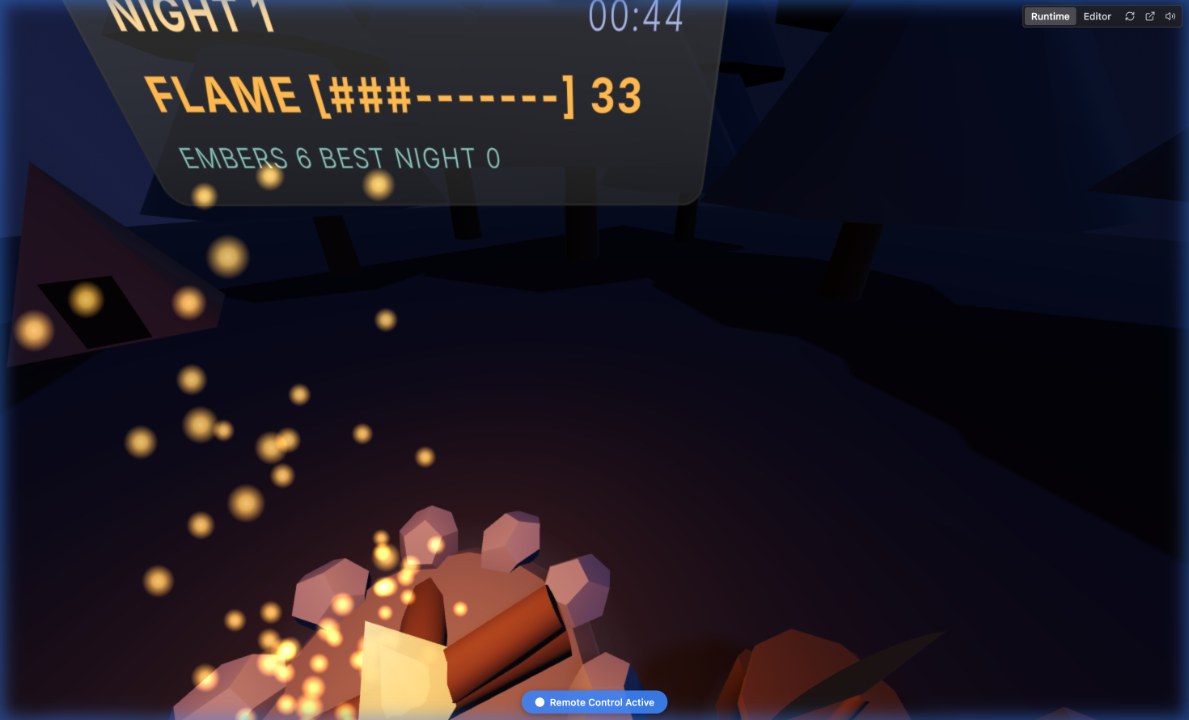 Runtime Editor
NIGHT 1 00:44
FLAME [###-------] 33
EMBERS 6 BEST NIGHT 0
Remote Control Active